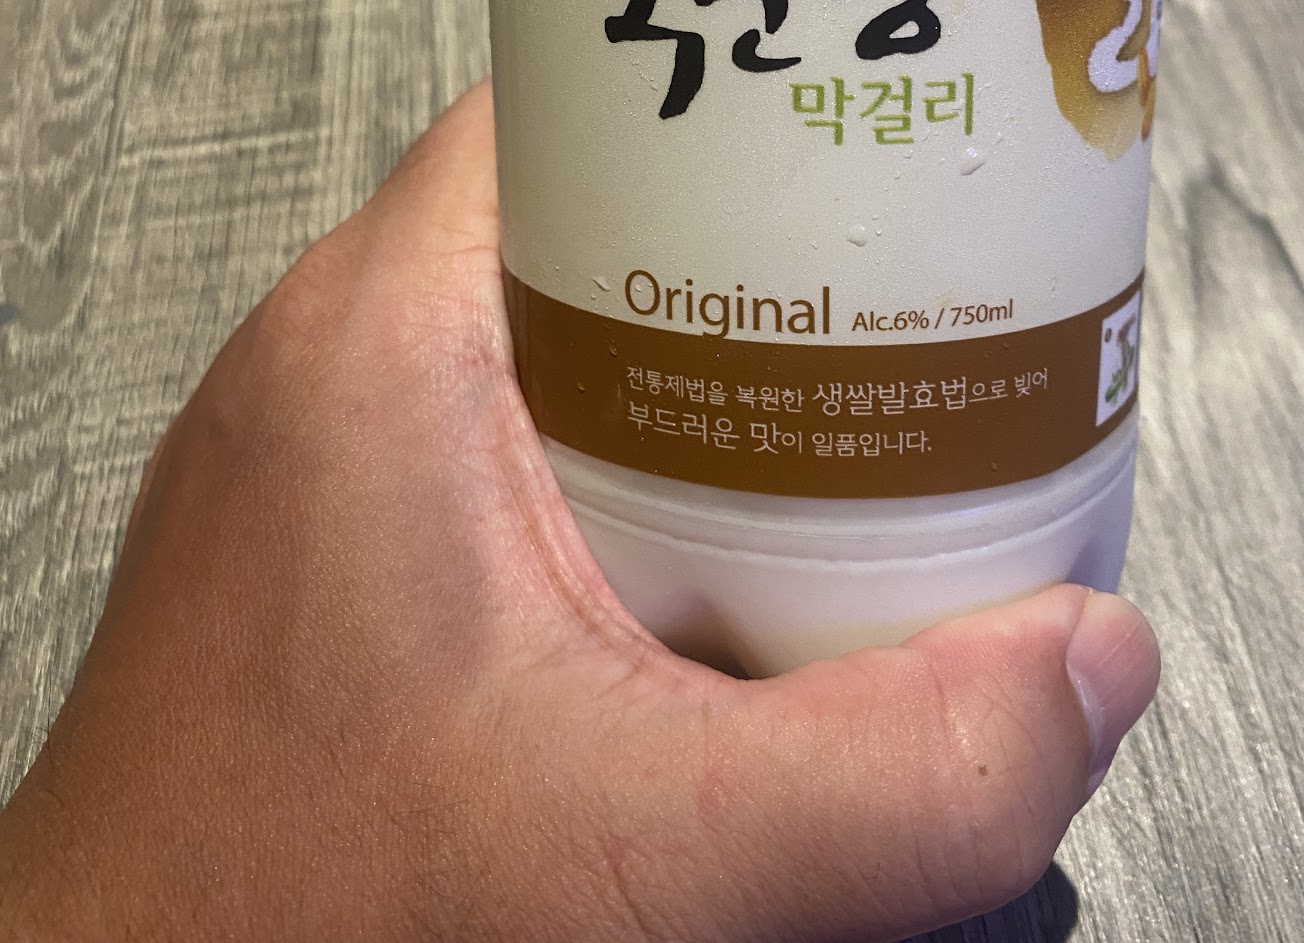 막걸리
Original Alc.6% / 750ml
전통제법을 복원한 생쌀발효법으로 빚어
부드러운 맛이 일품입니다.